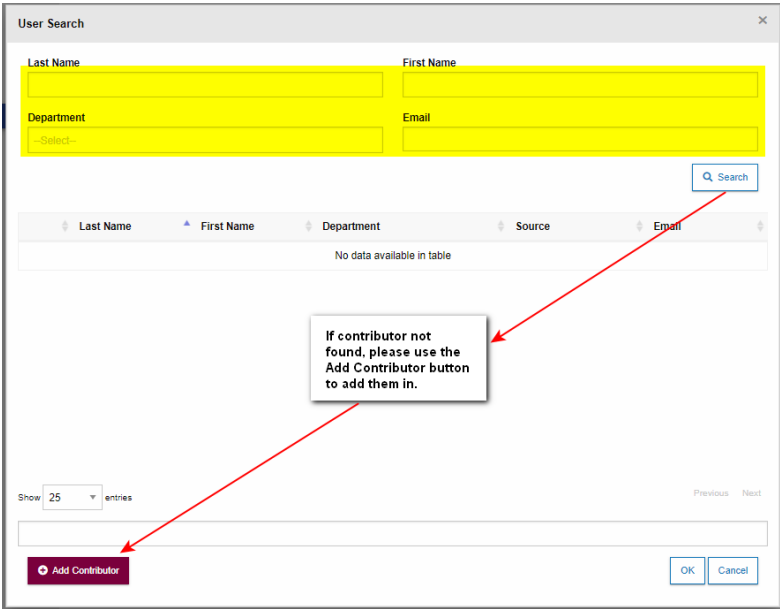 User Search ×
Last Name First Name
Department Email
--Select--
Search
Last Name First Name Department Source Email
No data available in table
If contributor not
found, please use the
Add Contributor button
to add them in.
Show 25 entries Previous Next
Add Contributor OK Cancel